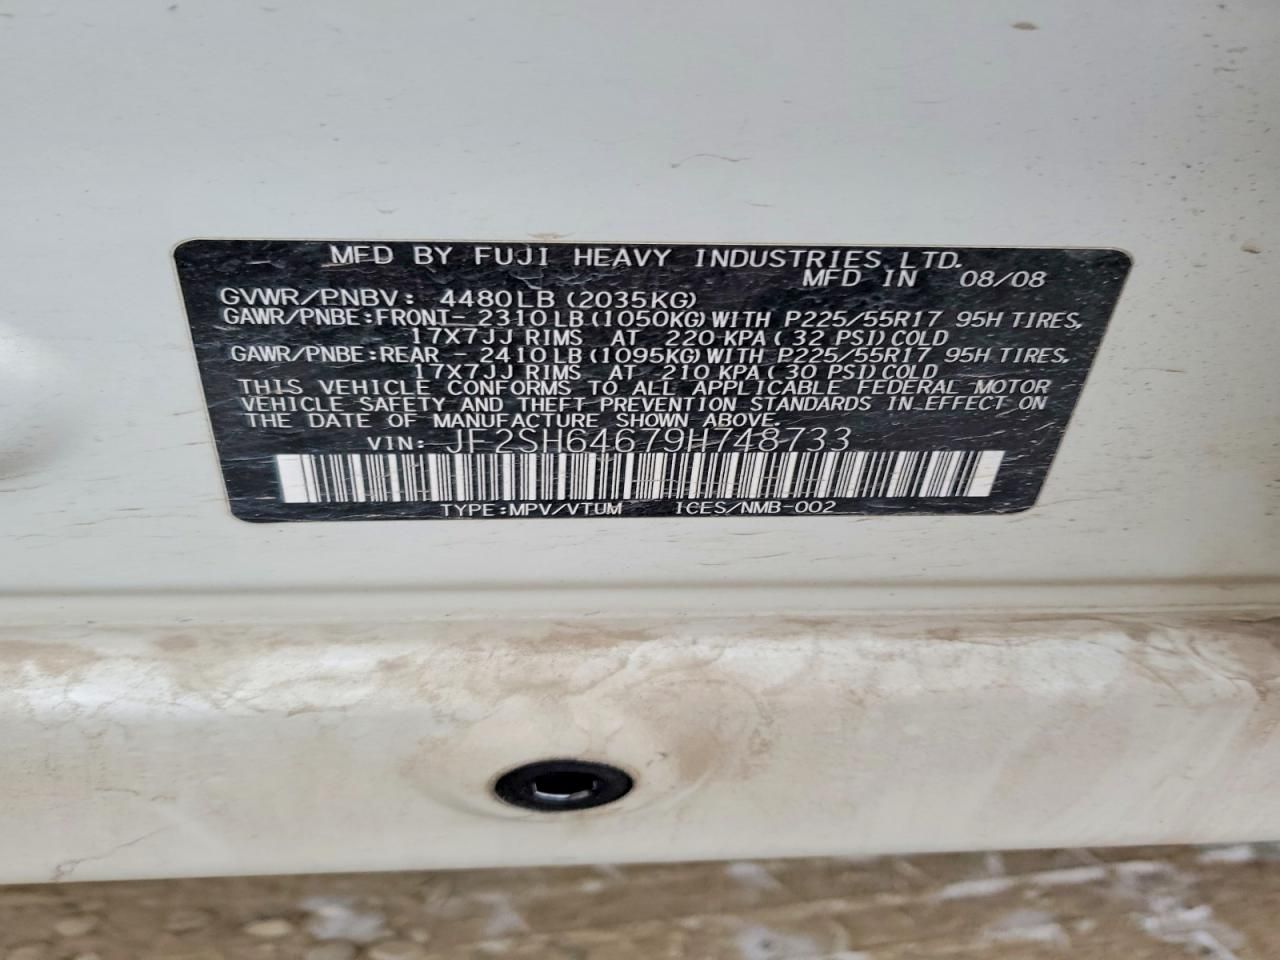 MFD BY FUJI HEAVY INDUSTRIES LTD.
MFD IN 08/08
GVWR/PNBV: 4480LB (2035KG)
GAWR/PNBE:FRONT- 2310LB (1050KG) WITH P225/55R17 95H TIRES,
17X7JJ RIMS AT 220 KPA ( 32 PSI) COLD
GAWR/PNBE:REAR - 2410LB (1095KG) WITH P225/55R17 95H TIRES,
17X7JJ RIMS AT 210 KPA ( 30 PSI) COLD
THIS VEHICLE CONFORMS TO ALL APPLICABLE FEDERAL MOTOR
VEHICLE SAFETY AND THEFT PREVENTION STANDARDS IN EFFECT ON
THE DATE OF MANUFACTURE SHOWN ABOVE.
VIN: JF2SH64679H748733
TYPE:MPV/VTUM ICES/NMB-002